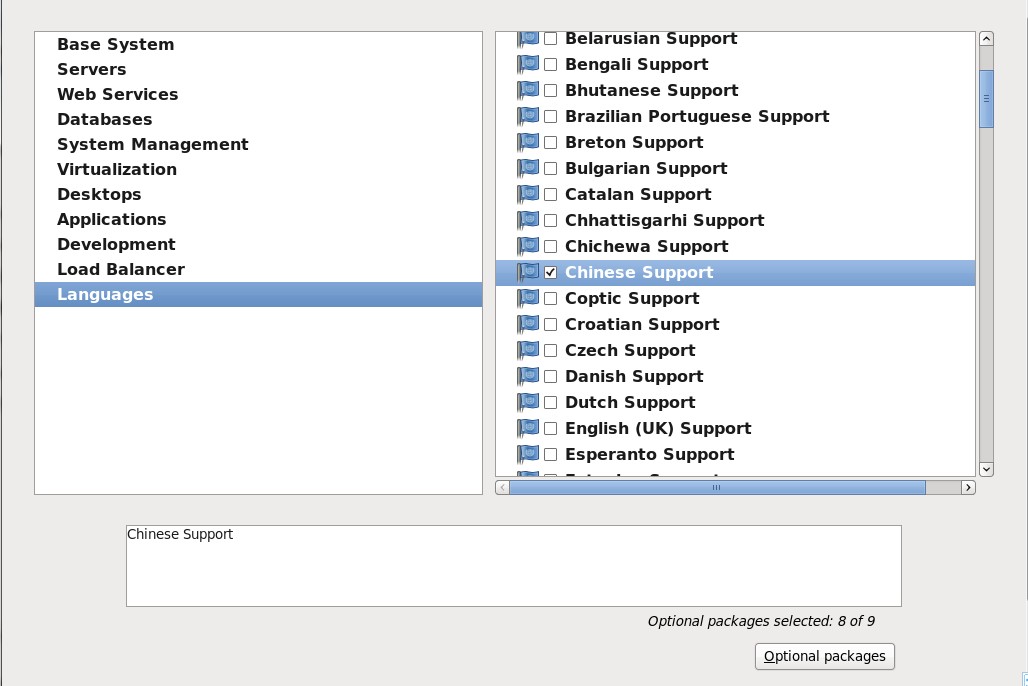 Base System
Servers
Web Services
Databases
System Management
Virtualization
Desktops
Applications
Development
Load Balancer
Languages
Belarusian Support
Bengali Support
Bhutanese Support
Brazilian Portuguese Support
Breton Support
Bulgarian Support
Catalan Support
Chhattisgarhi Support
Chichewa Support
Chinese Support
Coptic Support
Croatian Support
Czech Support
Danish Support
Dutch Support
English (UK) Support
Esperanto Support
Chinese Support
Optional packages selected: 8 of 9
Optional packages